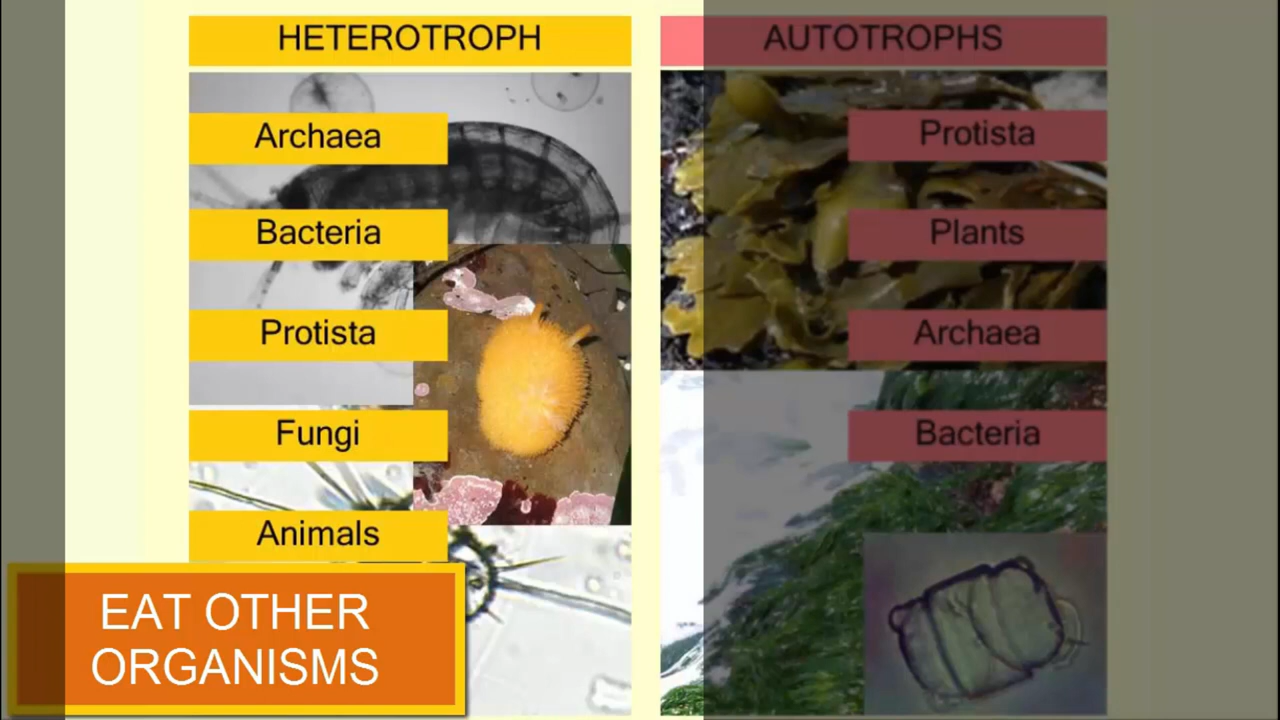 HETEROTROPH
Archaea
Bacteria
Protista
Fungi
Animals
EAT OTHER
ORGANISMS
AUTOTROPHS
Protista
Plants
Archaea
Bacteria